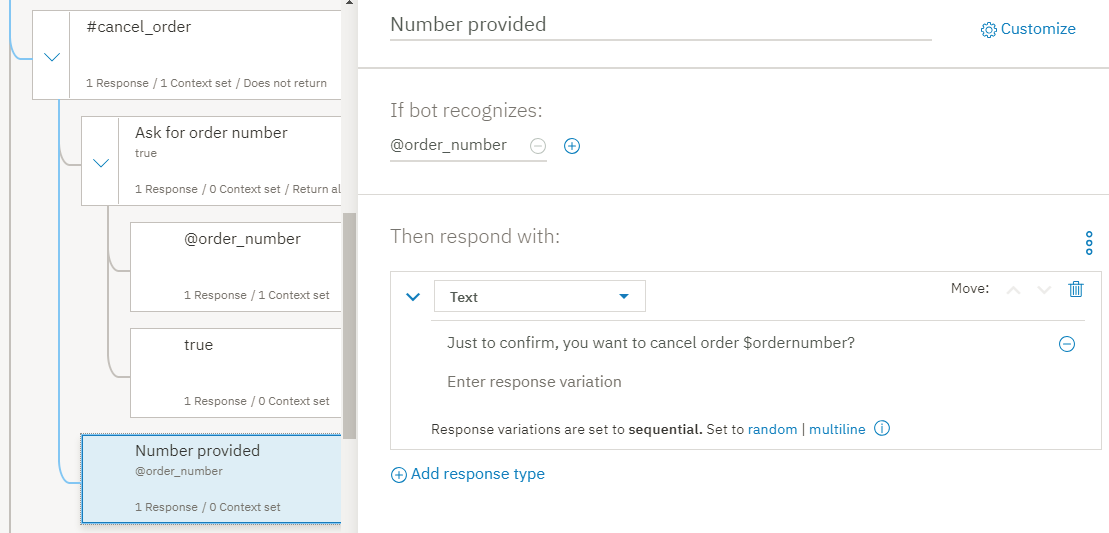 #cancel_order
1 Response / 1 Context set / Does not return
Ask for order number
true
1 Response / 0 Context set / Return al
@order_number
1 Response / 1 Context set
true
1 Response / 0 Context set
Number provided
@order_number
1 Response / 0 Context set
Number provided
Customize
If bot recognizes:
@order_number
Then respond with:
Text
Move:
Just to confirm, you want to cancel order $ordernumber?
Enter response variation
Response variations are set to sequential. Set to random | multiline
Add response type